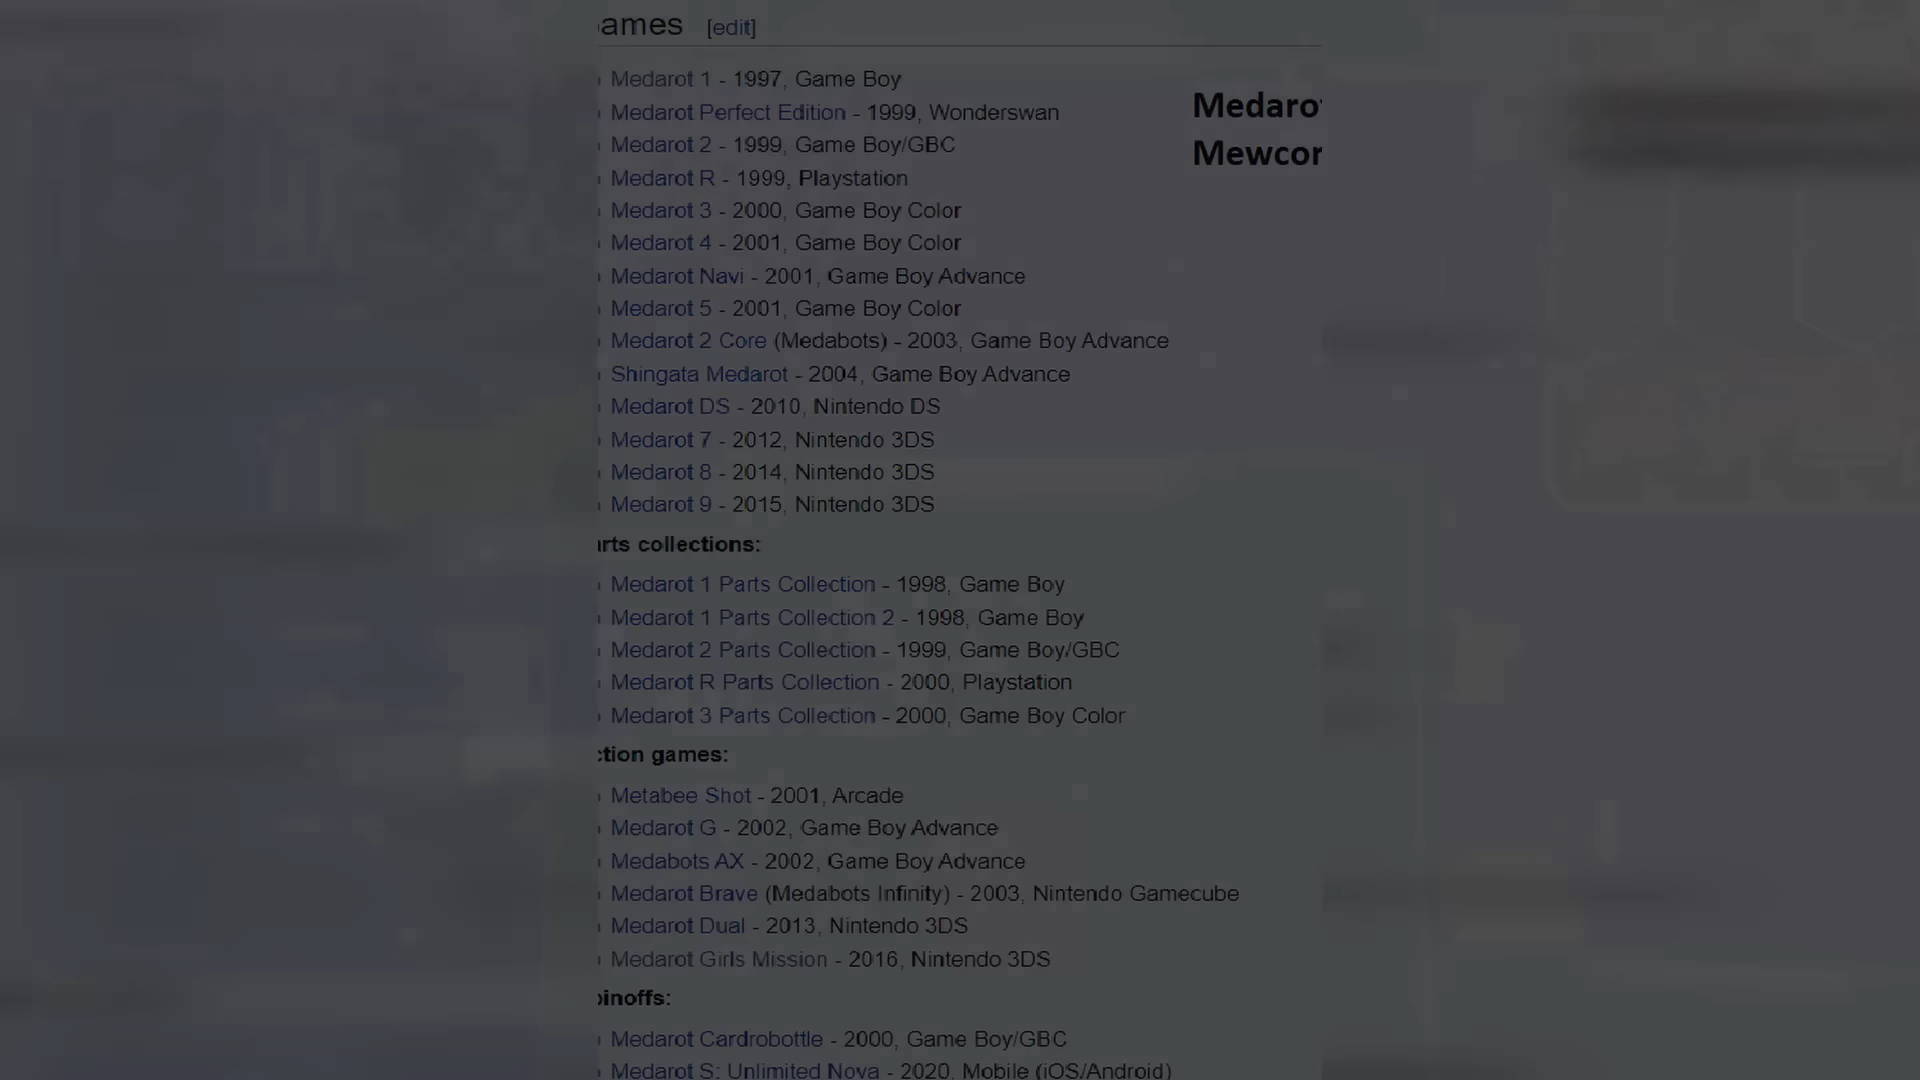 ames [edit]
Medarot 1 - 1997, Game Boy
Medarot Perfect Edition - 1999, Wonderswan
Medarot 2 - 1999, Game Boy/GBC
Medarot R - 1999, Playstation
Medarot 3 - 2000, Game Boy Color
Medarot 4 - 2001, Game Boy Color
Medarot Navi - 2001, Game Boy Advance
Medarot 5 - 2001, Game Boy Color
Medarot 2 Core (Medabots) - 2003, Game Boy Advance
Shingata Medarot - 2004, Game Boy Advance
Medarot DS - 2010, Nintendo DS
Medarot 7 - 2012, Nintendo 3DS
Medarot 8 - 2014, Nintendo 3DS
Medarot 9 - 2015, Nintendo 3DS
arts collections:
Medarot 1 Parts Collection - 1998, Game Boy
Medarot 1 Parts Collection 2 - 1998, Game Boy
Medarot 2 Parts Collection - 1999, Game Boy/GBC
Medarot R Parts Collection - 2000, Playstation
Medarot 3 Parts Collection - 2000, Game Boy Color
ction games:
Metabee Shot - 2001, Arcade
Medarot G - 2002, Game Boy Advance
Medabots AX - 2002, Game Boy Advance
Medarot Brave (Medabots Infinity) - 2003, Nintendo Gamecube
Medarot Dual - 2013, Nintendo 3DS
Medarot Girls Mission - 2016, Nintendo 3DS
pinoffs:
Medarot Cardrobottle - 2000, Game Boy/GBC
Medarot S: Unlimited Nova - 2020, Mobile (iOS/Android)
Medarot
Mewcor